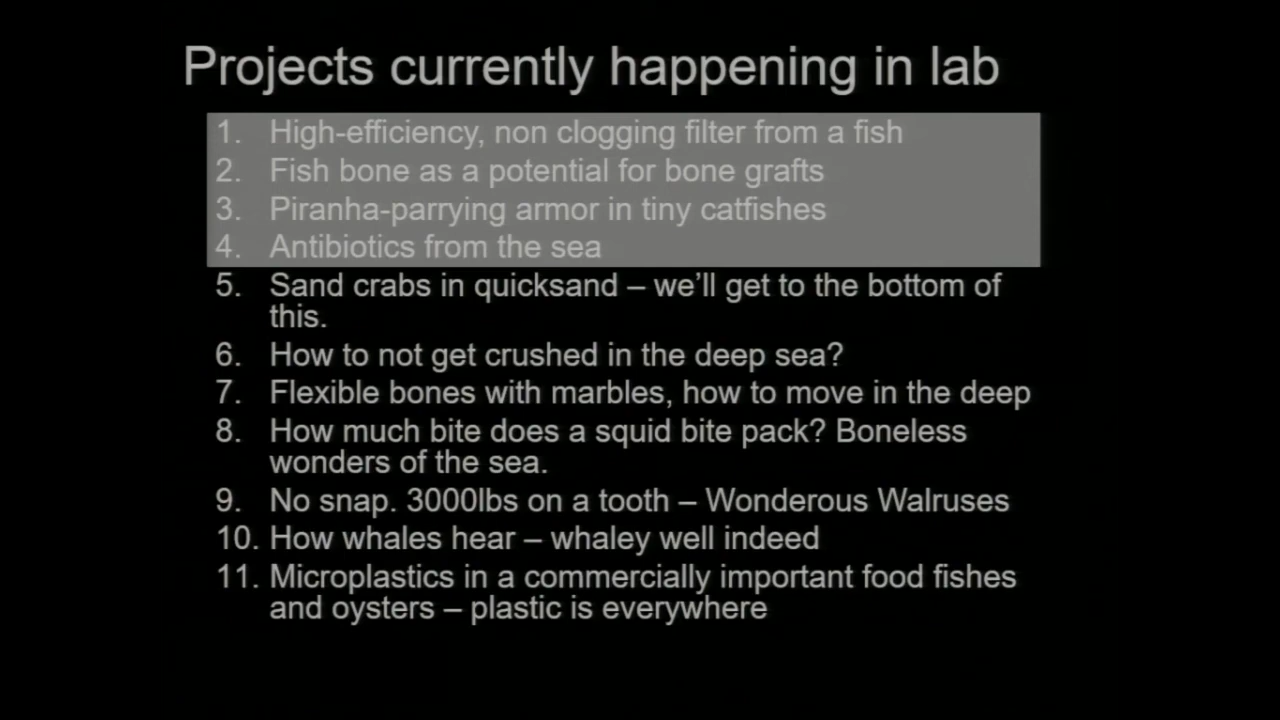 Projects currently happening in lab
1. High-efficiency, non clogging filter from a fish
2. Fish bone as a potential for bone grafts
3. Piranha-parrying armor in tiny catfishes
4. Antibiotics from the sea
5. Sand crabs in quicksand – we’ll get to the bottom of
this.
6. How to not get crushed in the deep sea?
7. Flexible bones with marbles, how to move in the deep
8. How much bite does a squid bite pack? Boneless
wonders of the sea.
9. No snap. 3000lbs on a tooth – Wonderous Walruses
10. How whales hear – whaley well indeed
11. Microplastics in a commercially important food fishes
and oysters – plastic is everywhere